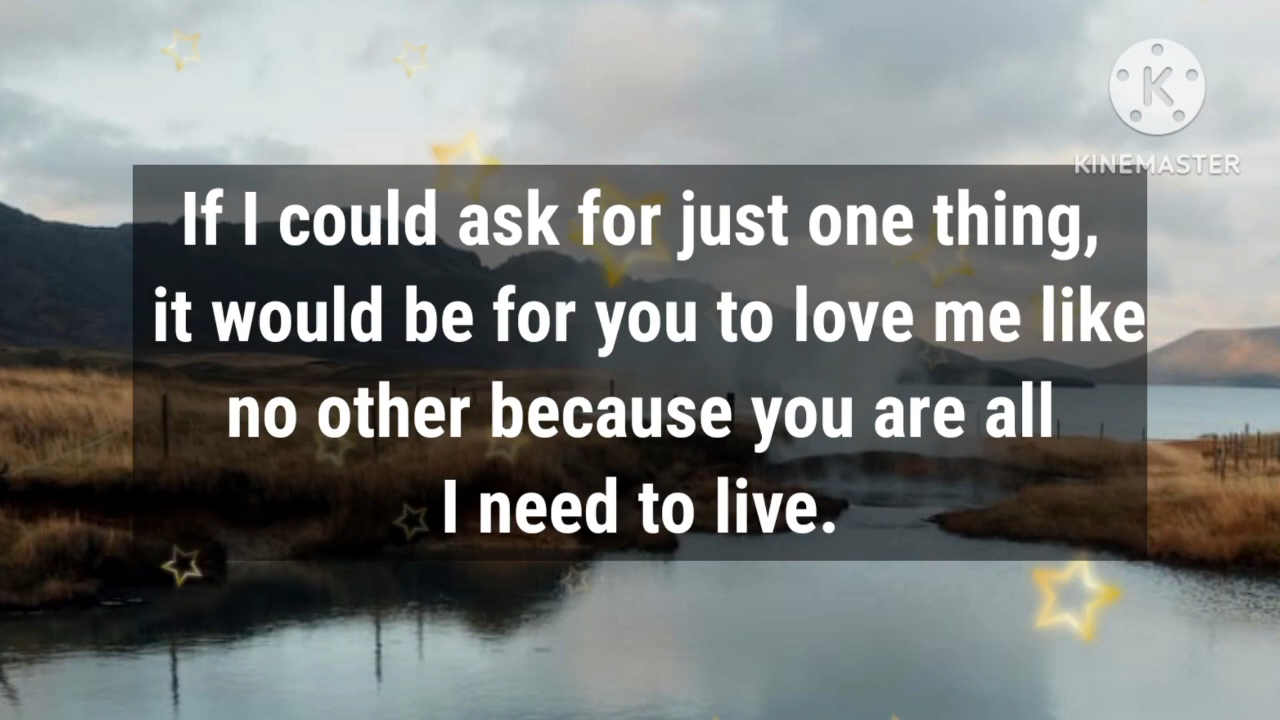 K
KINEMASTER
If I could ask for just one thing,
it would be for you to love me like
no other because you are all
I need to live.